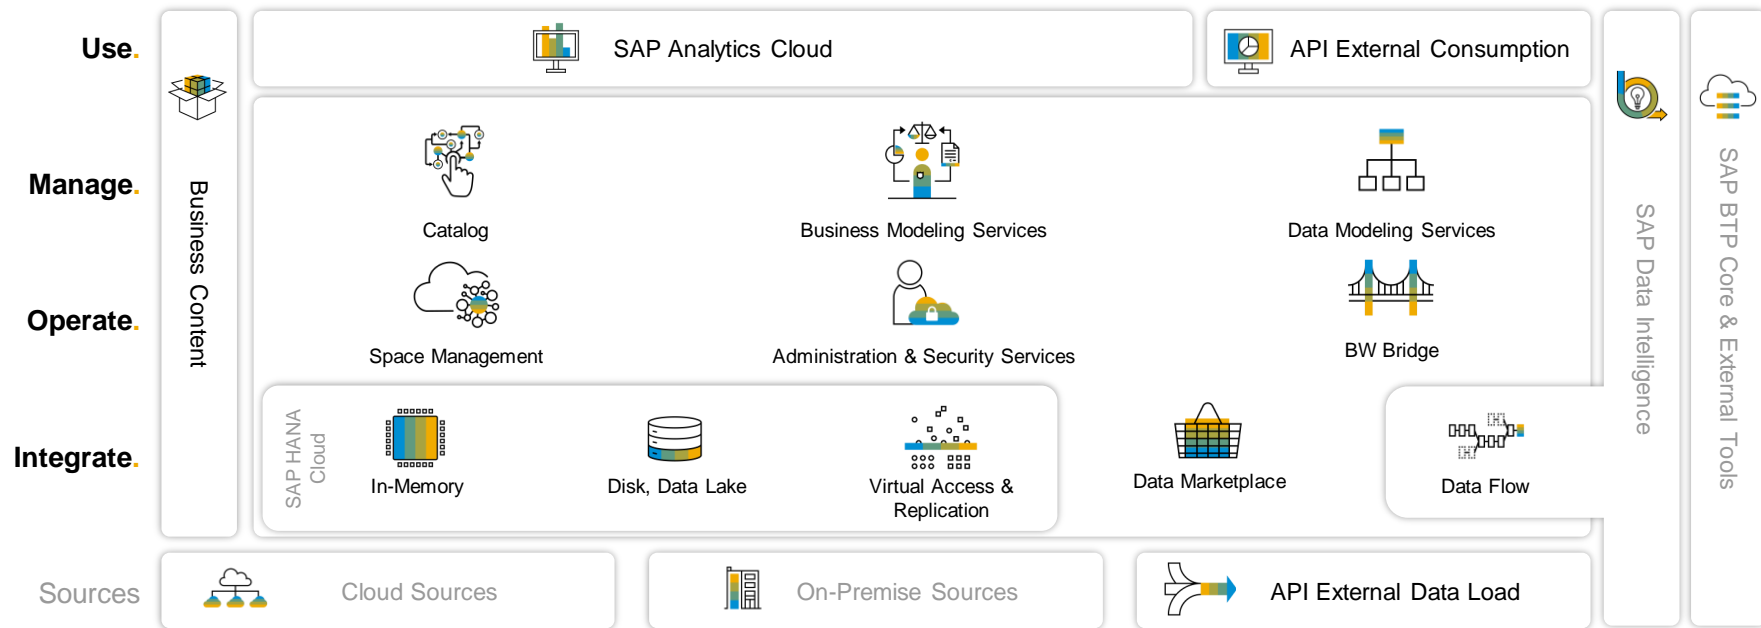 Use.
SAP Analytics Cloud
API External Consumption
Manage.
Catalog
Business Modeling Services
Data Modeling Services
Operate.
Space Management
Administration & Security Services
BW Bridge
Integrate.
SAP HANA
Cloud
In-Memory
Disk, Data Lake
Virtual Access &
Replication
Data Marketplace
Data Flow
Business Content
SAP Data Intelligence
SAP BTP Core & External Tools
Sources
Cloud Sources
On-Premise Sources
API External Data Load